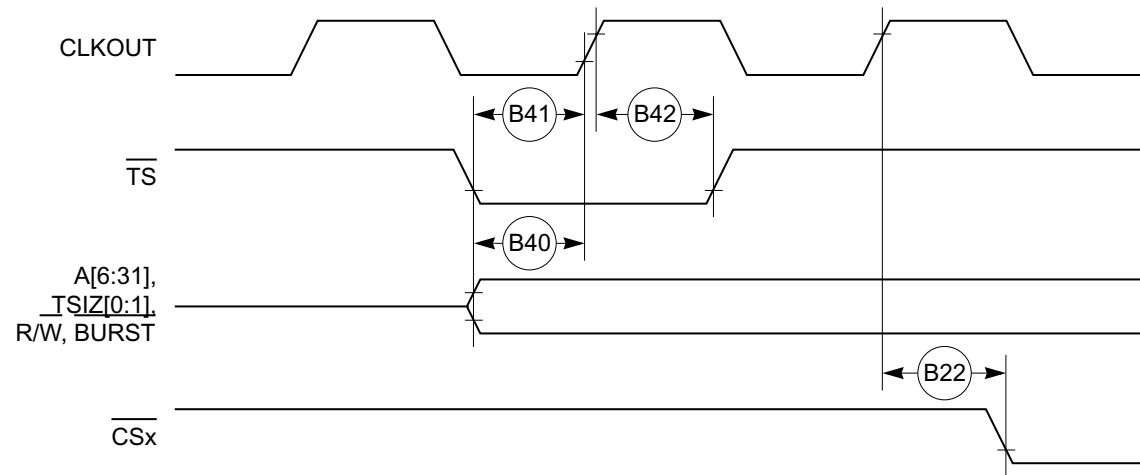 CLKOUT
B41
B42
TS
B40
A[6:31],
TSIZ[0:1],
R/W, BURST
B22
CSx